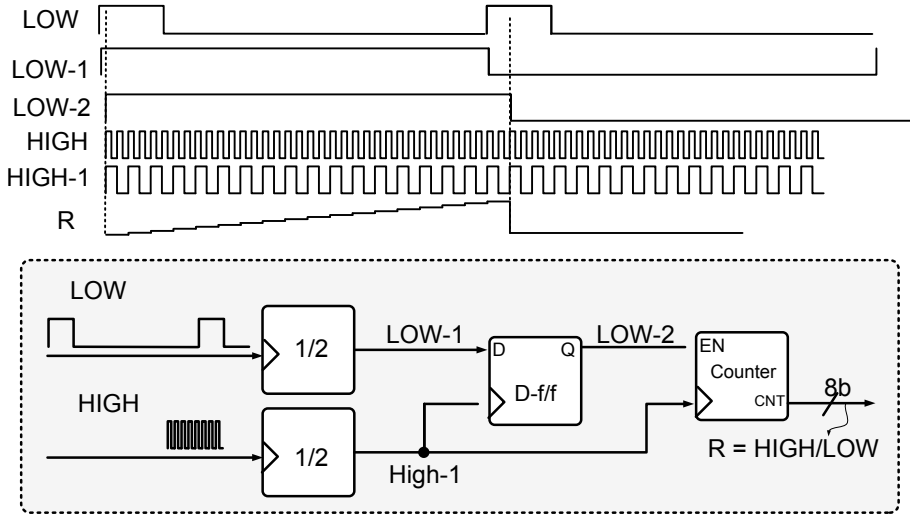 LOW
LOW-1
LOW-2
HIGH
HIGH-1
R
LOW
1/2
LOW-1
D
Q
D-f/f
LOW-2
EN
Counter
CNT
8b
HIGH
1/2
High-1
R = HIGH/LOW